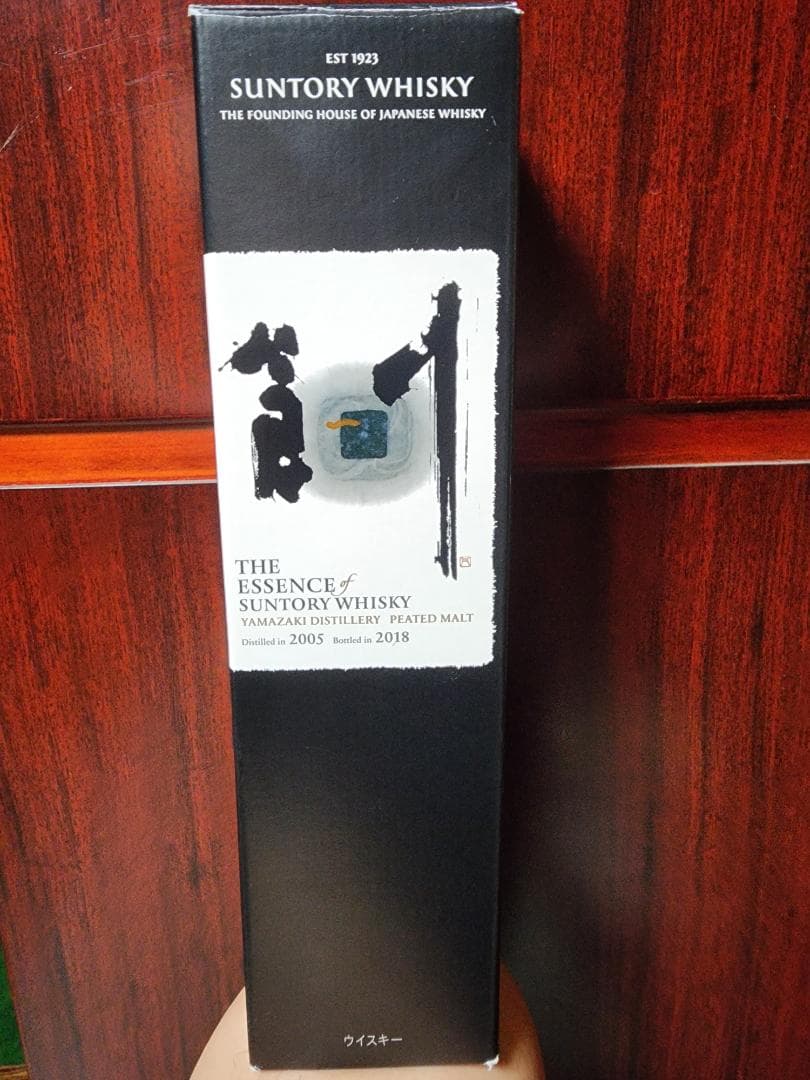 EST 1923
SUNTORY WHISKY
THE FOUNDING HOUSE OF JAPANESE WHISKY
THE
ESSENCE of
SUNTORY WHISKY
YAMAZAKI DISTILLERY PEATED MALT
Distilled in 2005 Bottled in 2018
ウイスキー